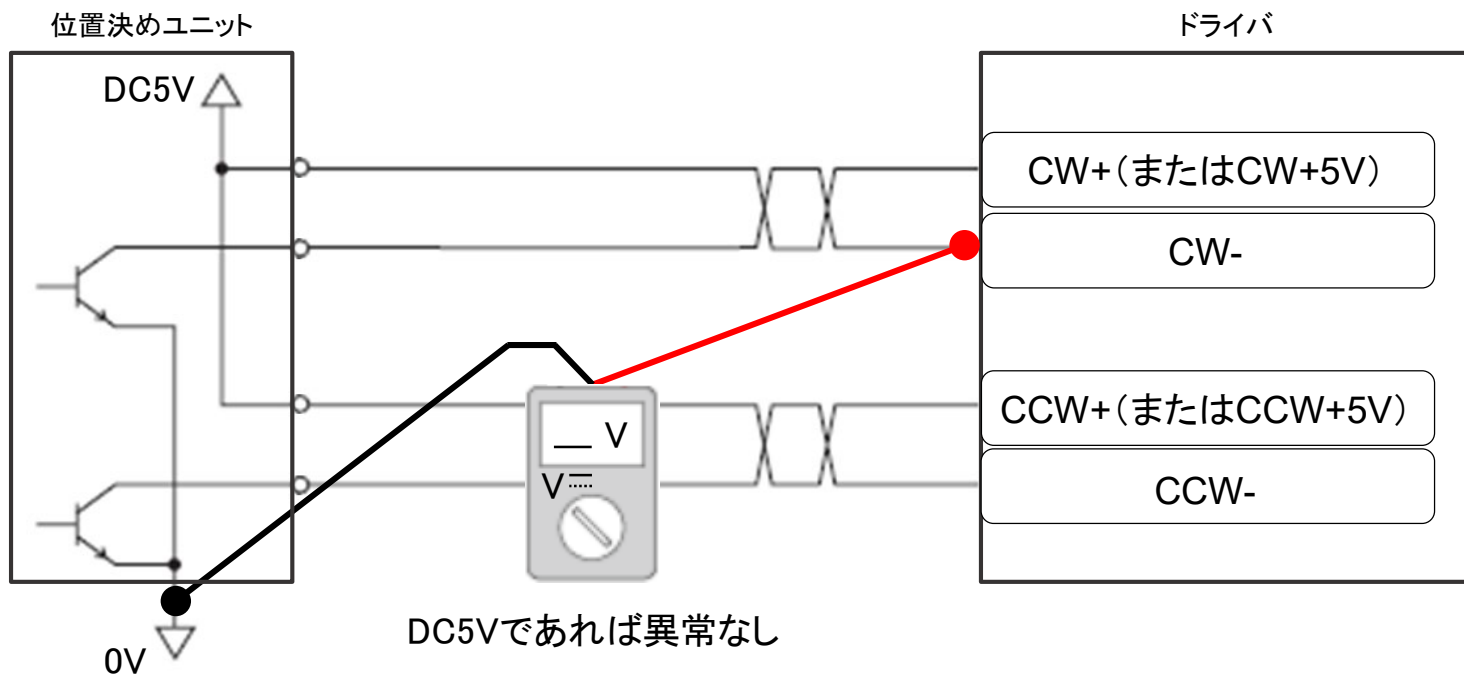 位置決めユニット
ドライバ
DC5V
CW+(またはCW+5V)
CW-
CCW+(またはCCW+5V)
CCW-
__ V
V⎓
DC5Vであれば異常なし
0V